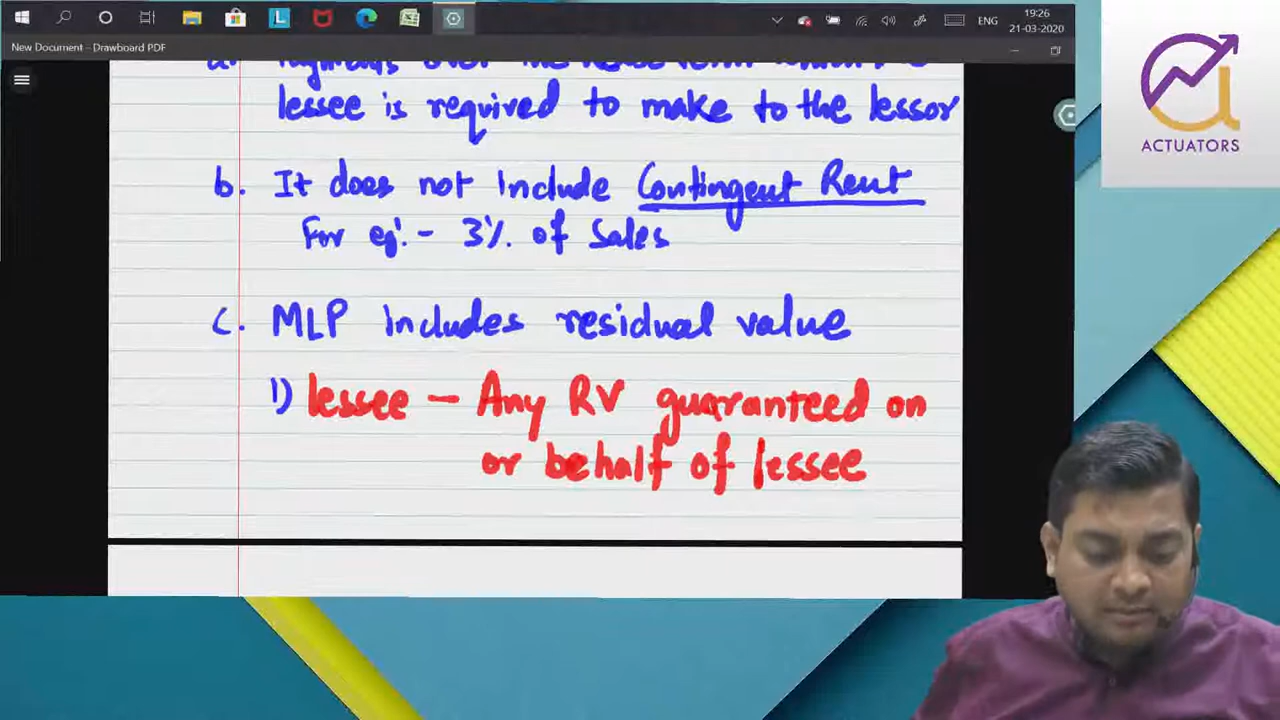 19:26
ENG
21-03-2020
New Document - Drawboard PDF
lessee is required to make to the lessor
b. It does not include Contingent Rent
For eg:- 3% of Sales
c. MLP includes residual value
1) lessee - Any RV guaranteed on
or behalf of lessee
ACTUATORS